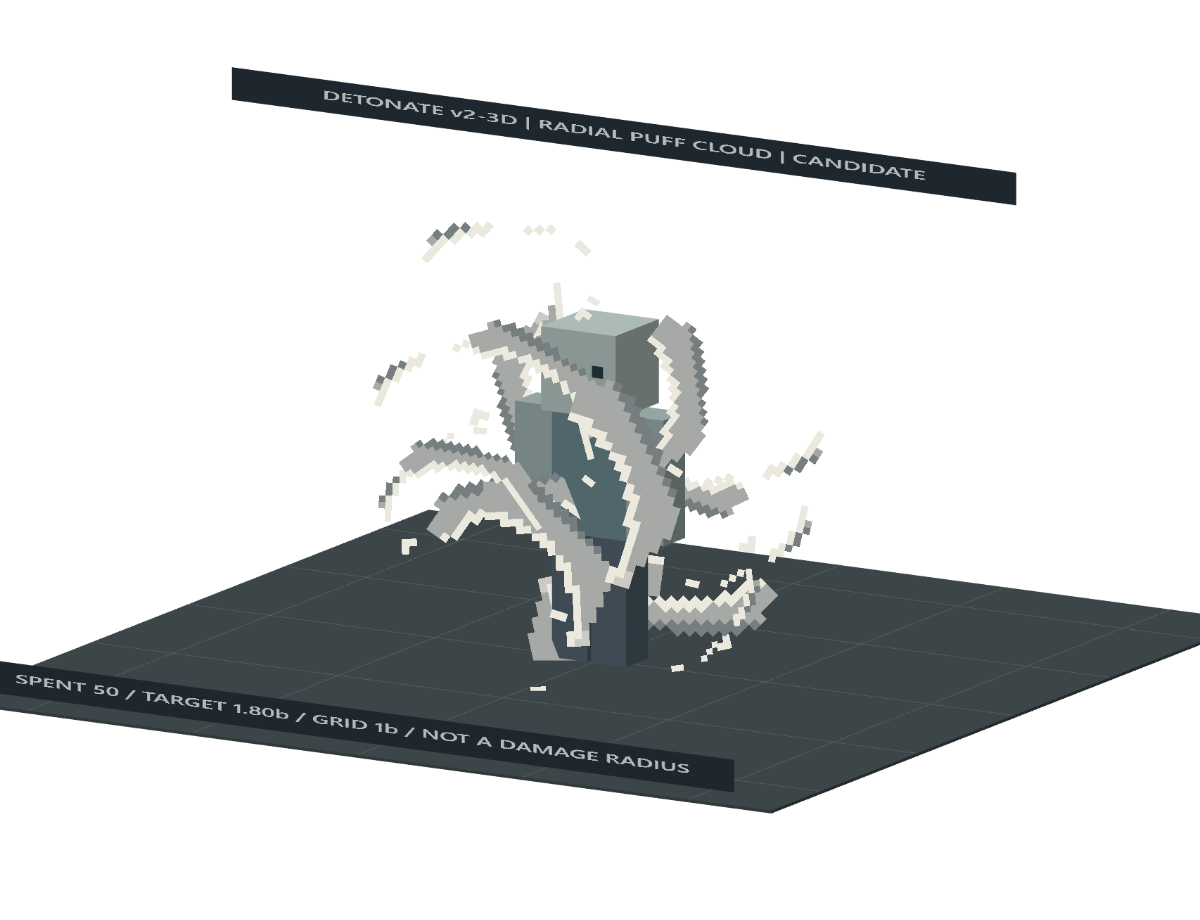 DETONATE v2-3D | RADIAL PUFF CLOUD | CANDIDATE
SPENT 50 / TARGET 1.80b / GRID 1b / NOT A DAMAGE RADIUS